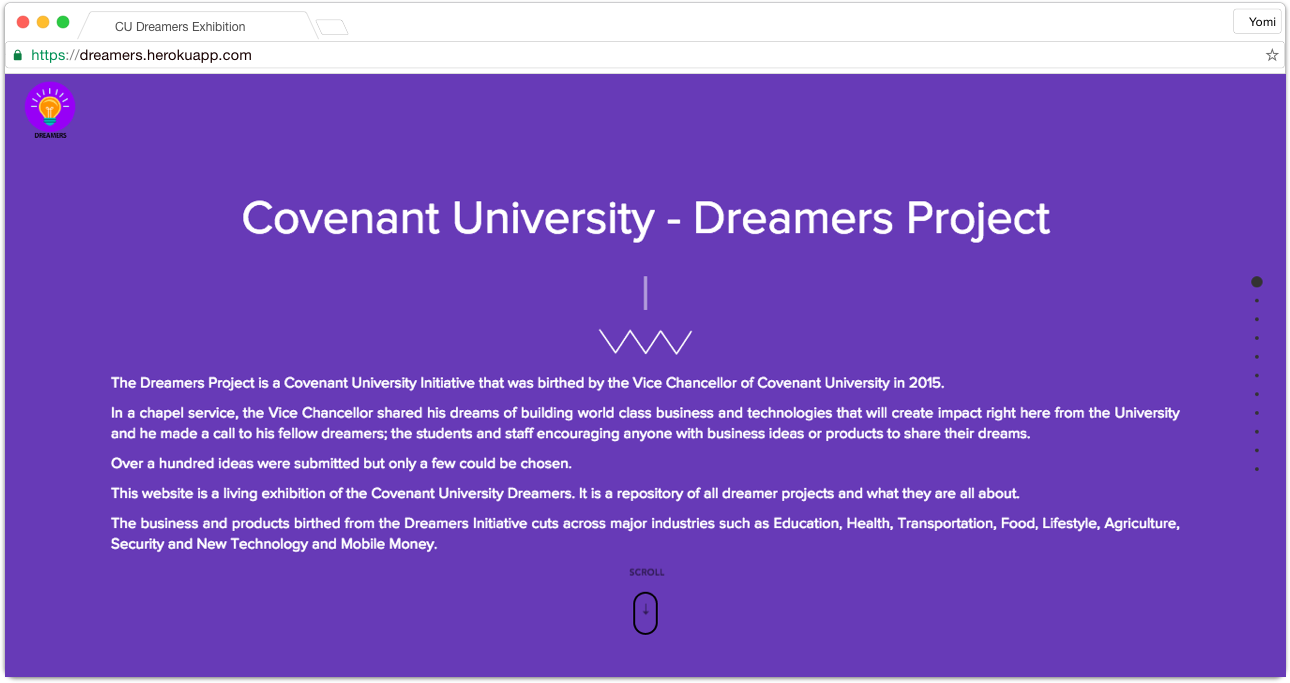 CU Dreamers Exhibition
Yomi
https://dreamers.herokuapp.com
DREAMERS
Covenant University - Dreamers Project
The Dreamers Project is a Covenant University Initiative that was birthed by the Vice Chancellor of Covenant University in 2015.
In a chapel service, the Vice Chancellor shared his dreams of building world class business and technologies that will create impact right here from the University
and he made a call to his fellow dreamers; the students and staff encouraging anyone with business ideas or products to share their dreams.
Over a hundred ideas were submitted but only a few could be chosen.
This website is a living exhibition of the Covenant University Dreamers. It is a repository of all dreamer projects and what they are all about.
The business and products birthed from the Dreamers Initiative cuts across major industries such as Education, Health, Transportation, Food, Lifestyle, Agriculture,
Security and New Technology and Mobile Money.
SCROLL